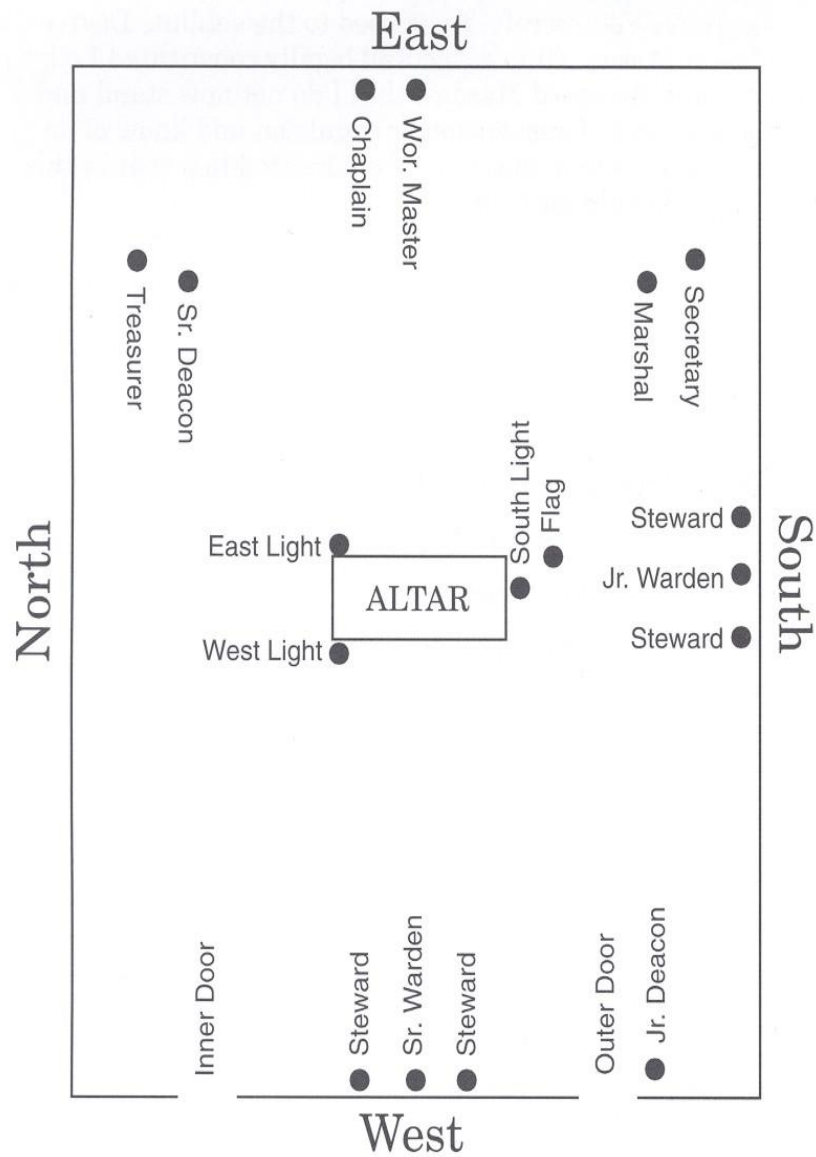 East
Chaplain
Wor. Master
Treasurer
Sr. Deacon
Marshal
Secretary
North
South
South Light
Flag
East Light
ALTAR
West Light
Steward
Jr. Warden
Steward
Inner Door
Steward
Sr. Warden
Steward
Outer Door
Jr. Deacon
West